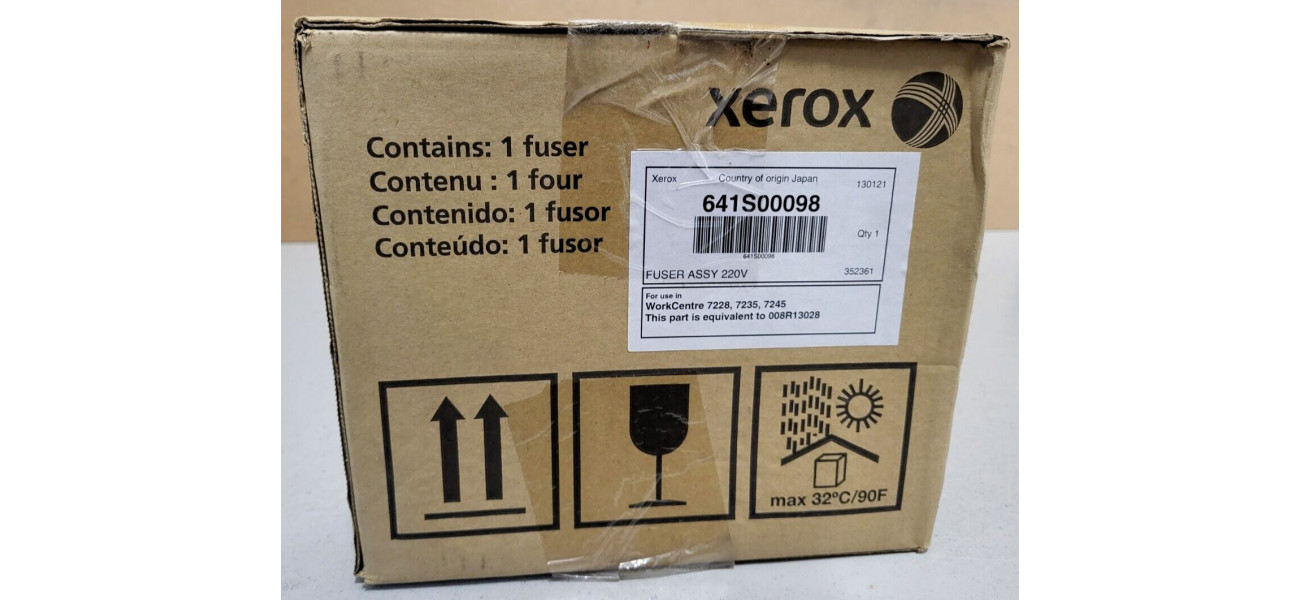 xerox
Contains: 1 fuser
Contenu : 1 four
Contenido: 1 fusor
Conteúdo: 1 fusor
Xerox Country of origin Japan 130121
641S00098
Qty 1
641S00098
FUSER ASSY 220V 352361
For use in
WorkCentre 7228, 7235, 7245
This part is equivalent to 008R13028
max 32ºC/90F